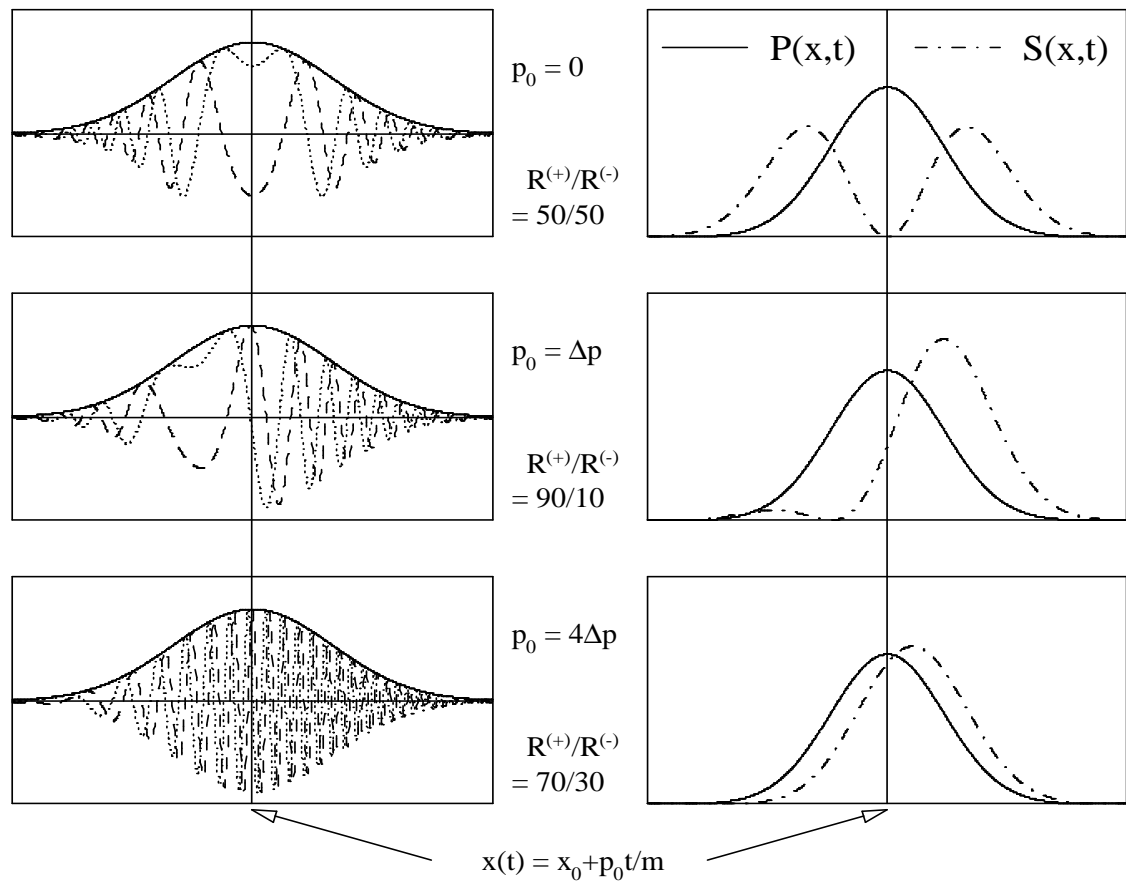 P(x,t) S(x,t)
p₀ = 0
R⁽⁺⁾/R⁽⁻⁾
= 50/50
p₀ = Δp
R⁽⁺⁾/R⁽⁻⁾
= 90/10
p₀ = 4Δp
R⁽⁺⁾/R⁽⁻⁾
= 70/30
x(t) = x₀+p₀t/m